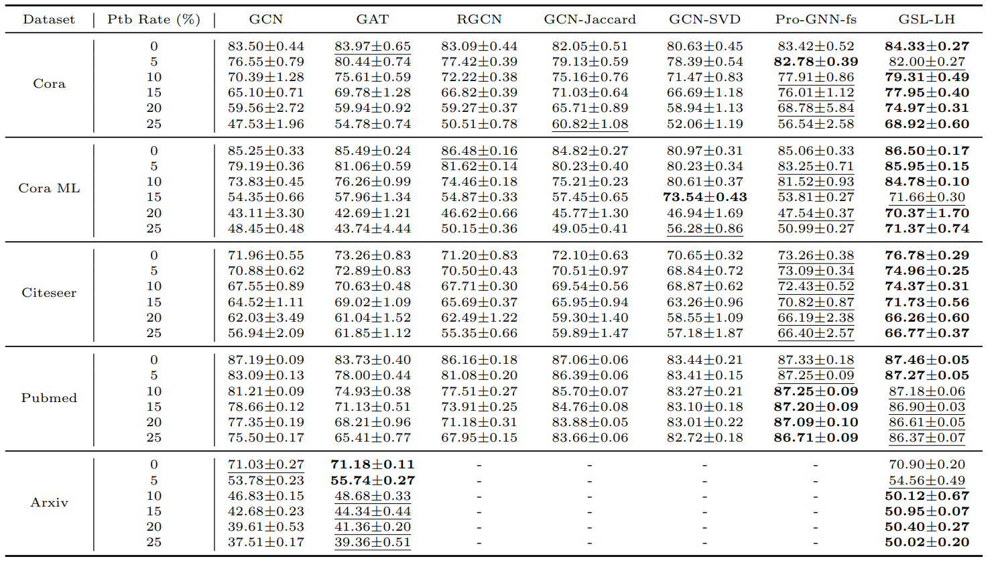 Dataset Ptb Rate (%) GCN GAT RGCN GCN-Jaccard GCN-SVD Pro-GNN-fs GSL-LH
0 83.50±0.44 83.97±0.65 83.09±0.44 82.05±0.51 80.63±0.45 83.42±0.52 84.33±0.27
5 76.55±0.79 80.44±0.74 77.42±0.39 79.13±0.59 78.39±0.54 82.78±0.39 82.00±0.27
10 70.39±1.28 75.61±0.59 72.22±0.38 75.16±0.76 71.47±0.83 77.91±0.86 79.31±0.49
Cora
15 65.10±0.71 69.78±1.28 66.82±0.39 71.03±0.64 66.69±1.18 76.01±1.12 77.95±0.40
20 59.56±2.72 59.94±0.92 59.27±0.37 65.71±0.89 58.94±1.13 68.78±5.84 74.97±0.31
25 47.53±1.96 54.78±0.74 50.51±0.78 60.82±1.08 52.06±1.19 56.54±2.58 68.92±0.60
0 85.25±0.33 85.49±0.24 86.48±0.16 84.82±0.27 80.97±0.31 85.06±0.33 86.50±0.17
5 79.19±0.36 81.06±0.59 81.62±0.14 80.23±0.40 80.23±0.34 83.25±0.71 85.95±0.15
10 73.83±0.45 76.26±0.99 74.46±0.18 75.21±0.23 80.61±0.37 81.52±0.93 84.78±0.10
Cora ML
15 54.35±0.66 57.96±1.34 54.87±0.33 57.45±0.65 73.54±0.43 53.81±0.27 71.66±0.30
20 43.11±3.30 42.69±1.21 46.62±0.66 45.77±1.30 46.94±1.69 47.54±0.37 70.37±1.70
25 48.45±0.48 43.74±4.44 50.15±0.36 49.05±0.41 56.28±0.86 50.99±0.27 71.37±0.74
0 71.96±0.55 73.26±0.83 71.20±0.83 72.10±0.63 70.65±0.32 73.26±0.38 76.78±0.29
5 70.88±0.62 72.89±0.83 70.50±0.43 70.51±0.97 68.84±0.72 73.09±0.34 74.96±0.25
10 67.55±0.89 70.63±0.48 67.71±0.30 69.54±0.56 68.87±0.62 72.43±0.52 74.37±0.31
Citeseer
15 64.52±1.11 69.02±1.09 65.69±0.37 65.95±0.94 63.26±0.96 70.82±0.87 71.73±0.56
20 62.03±3.49 61.04±1.52 62.49±1.22 59.30±1.40 58.55±1.09 66.19±2.38 66.26±0.60
25 56.94±2.09 61.85±1.12 55.35±0.66 59.89±1.47 57.18±1.87 66.40±2.57 66.77±0.37
0 87.19±0.09 83.73±0.40 86.16±0.18 87.06±0.06 83.44±0.21 87.33±0.18 87.46±0.05
5 83.09±0.13 78.00±0.44 81.08±0.20 86.39±0.06 83.41±0.15 87.25±0.09 87.27±0.05
10 81.21±0.09 74.93±0.38 77.51±0.27 85.70±0.07 83.27±0.21 87.25±0.09 87.18±0.06
Pubmed
15 78.66±0.12 71.13±0.51 73.91±0.25 84.76±0.08 83.10±0.18 87.20±0.09 86.90±0.03
20 77.35±0.19 68.21±0.96 71.18±0.31 83.88±0.05 83.01±0.22 87.09±0.10 86.61±0.05
25 75.50±0.17 65.41±0.77 67.95±0.15 83.66±0.06 82.72±0.18 86.71±0.09 86.37±0.07
0 71.03±0.27 71.18±0.11 - - - - 70.90±0.20
5 53.78±0.23 55.74±0.27 - - - - 54.56±0.49
10 46.83±0.15 48.68±0.33 - - - - 50.12±0.67
Arxiv
15 42.68±0.23 44.34±0.44 - - - - 50.95±0.07
20 39.61±0.53 41.36±0.20 - - - - 50.40±0.27
25 37.51±0.17 39.36±0.51 - - - - 50.02±0.20